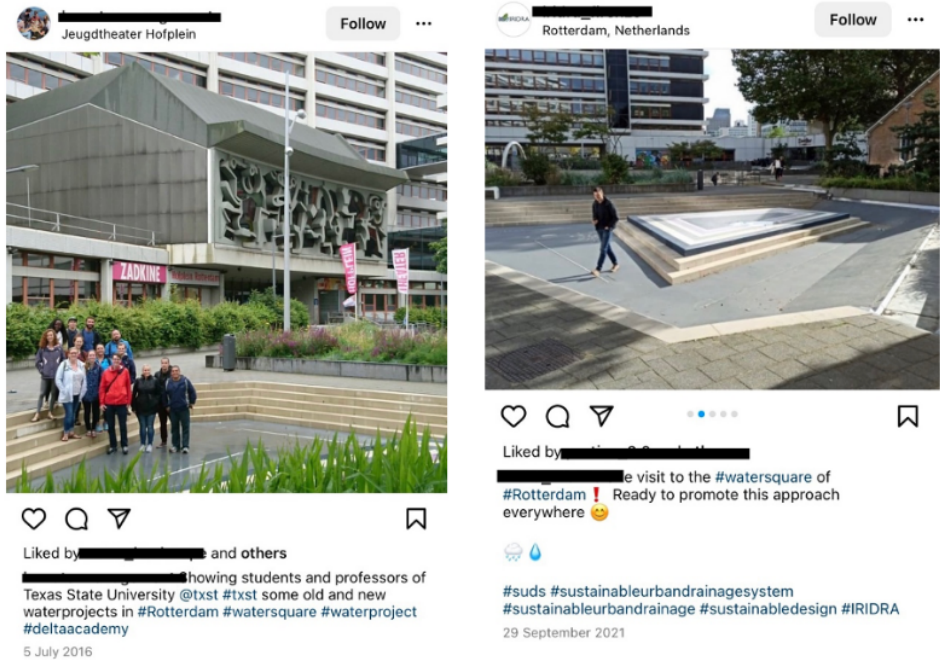 Jeugdtheater Hofplein
Follow
ZADKINE
THEATER
Liked by
and others
howing students and professors of
Texas State University @txst #txst some old and new
waterprojects in #Rotterdam #watersquare #waterproject
#deltaacademy
5 July 2016
IRIDRA
Rotterdam, Netherlands
Follow
Liked by
e visit to the #watersquare of
#Rotterdam❗ Ready to promote this approach
everywhere 😊
🌧💧
#suds #sustainableurbandrainagesystem
#sustainableurbandrainage #sustainabledesign #IRIDRA
29 September 2021